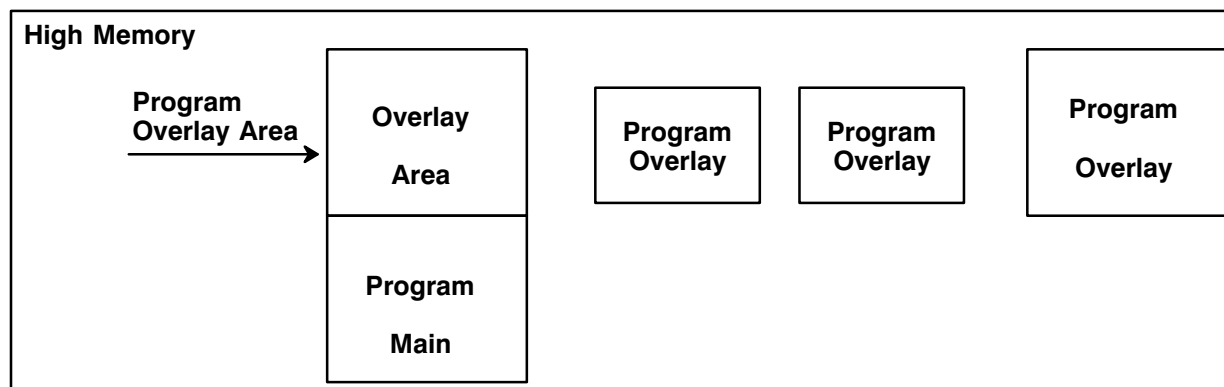 High Memory
Program
Overlay Area
Overlay
Area
Program
Overlay
Program
Overlay
Program
Overlay
Program
Main